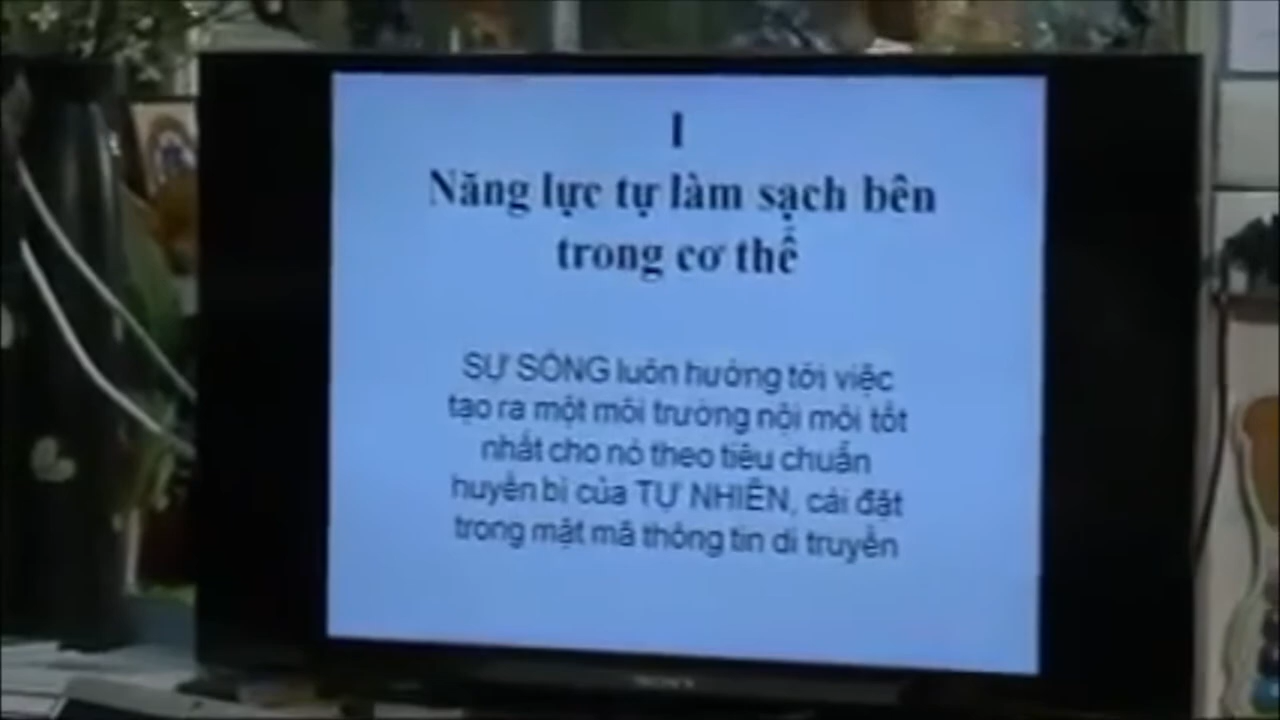 I
Năng lực tự làm sạch bên
trong cơ thể
SỰ SỐNG luôn hướng tới việc
tạo ra một môi trường nội môi tốt
nhất cho nó theo tiêu chuẩn
huyền bí của TỰ NHIÊN, cài đặt
trong mật mã thông tin di truyền
SONY